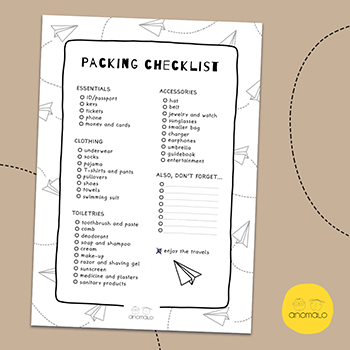 PACKING CHECKLIST
ESSENTIALS
10/passport
keys
tickets
phone
money and cards
CLOTHING
underwear
socks
pajama
T-shirts and pants
pullovers
shoes
towels
swimming suit
TOILETRIES
toothbrush and paste
comb
deodorant
soap and shampoo
cream
make-up
razor and shaving gel
sunscreen
medicine and plasters
sanitary products
ACCESSORIES
hat
belt
jewelry and watch
sunglasses
smaller bag
charger
earphones
umbrella
guidebook
entertainment
ALSO, DON'T FORGET...
enjoy the travels
anomalo
anomalo